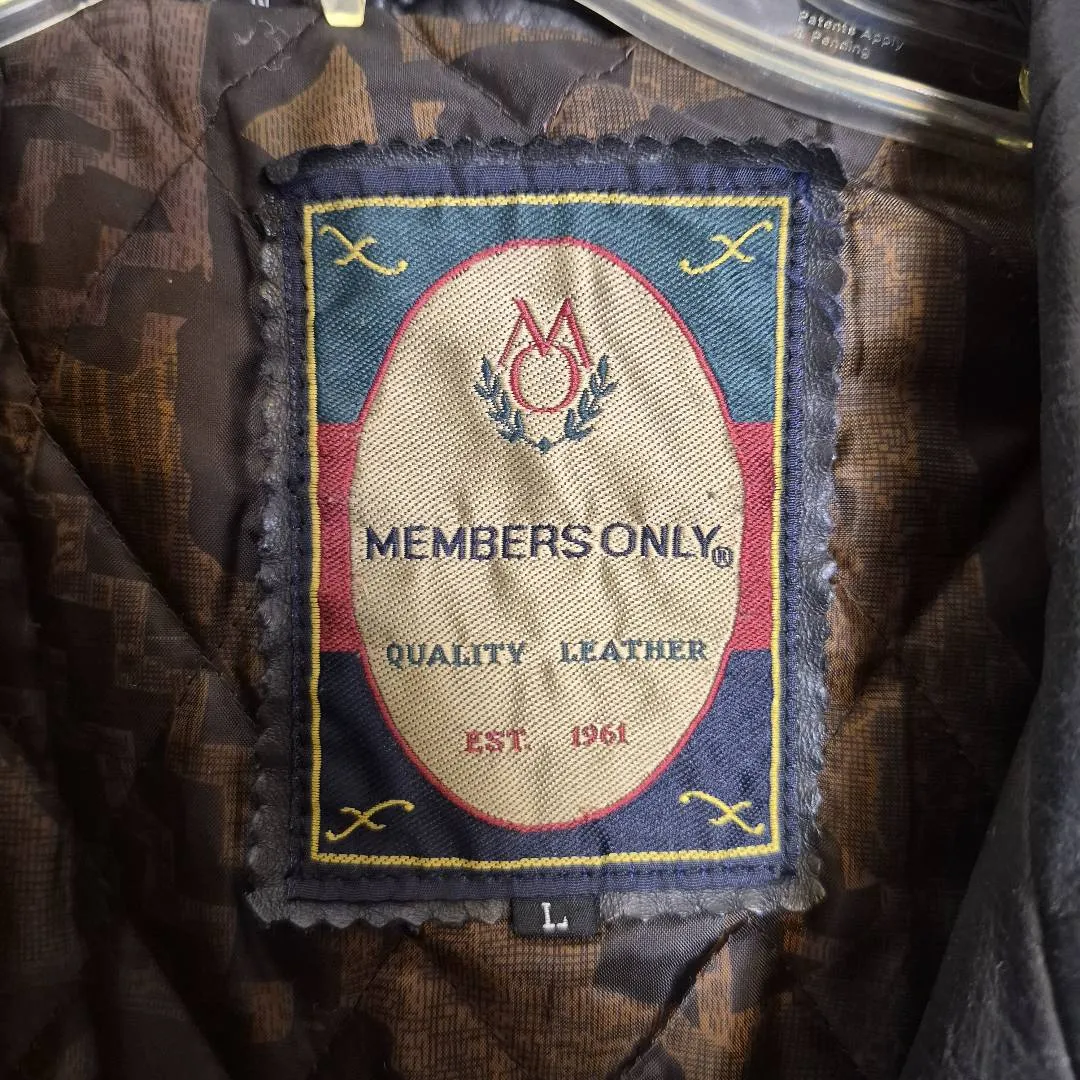 Patents Apply
& Pending
MO
MEMBERS ONLY®
QUALITY LEATHER
EST. 1961
L